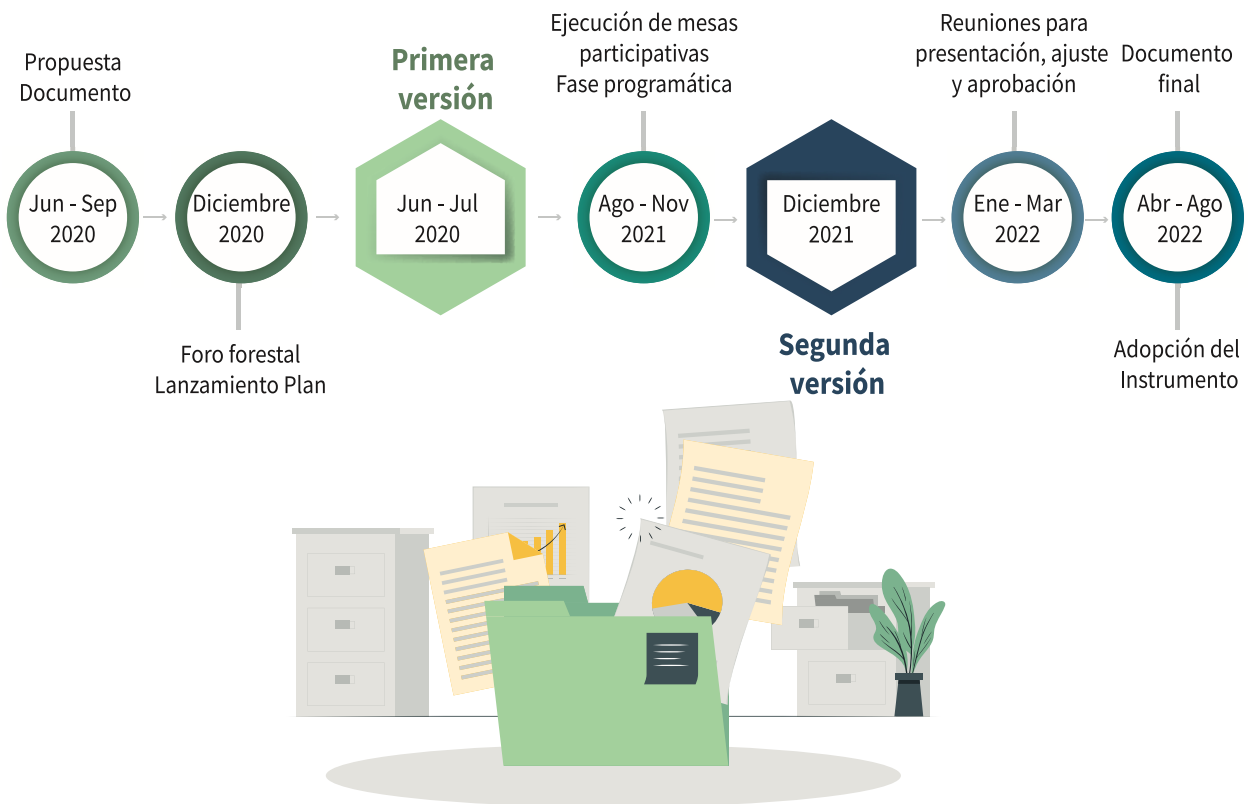 Propuesta
Documento
Jun - Sep
2020
Diciembre
2020
Foro forestal
Lanzamiento Plan
Primera
versión
Jun - Jul
2020
Ejecución de mesas
participativas
Fase programática
Ago - Nov
2021
Diciembre
2021
Segunda
versión
Reuniones para
presentación, ajuste
y aprobación
Ene - Mar
2022
Documento
final
Abr - Ago
2022
Adopción del
Instrumento